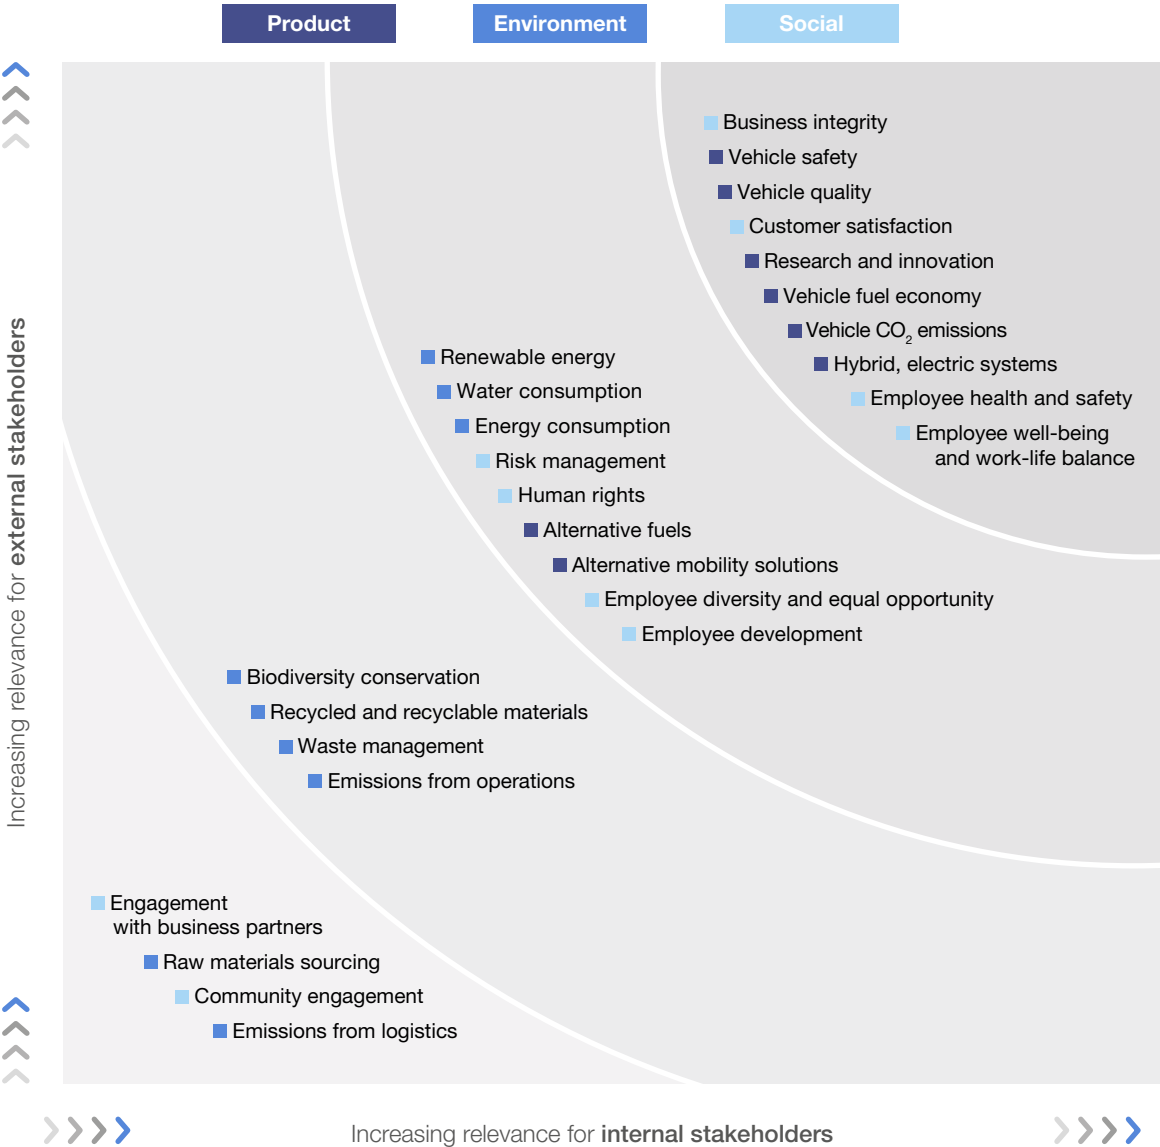 Product
Environment
Social
Increasing relevance for external stakeholders
Business integrity
Vehicle safety
Vehicle quality
Customer satisfaction
Research and innovation
Vehicle fuel economy
Vehicle CO₂ emissions
Hybrid, electric systems
Employee health and safety
Employee well-being
and work-life balance
Renewable energy
Water consumption
Energy consumption
Risk management
Human rights
Alternative fuels
Alternative mobility solutions
Employee diversity and equal opportunity
Employee development
Biodiversity conservation
Recycled and recyclable materials
Waste management
Emissions from operations
Engagement
with business partners
Raw materials sourcing
Community engagement
Emissions from logistics
Increasing relevance for internal stakeholders